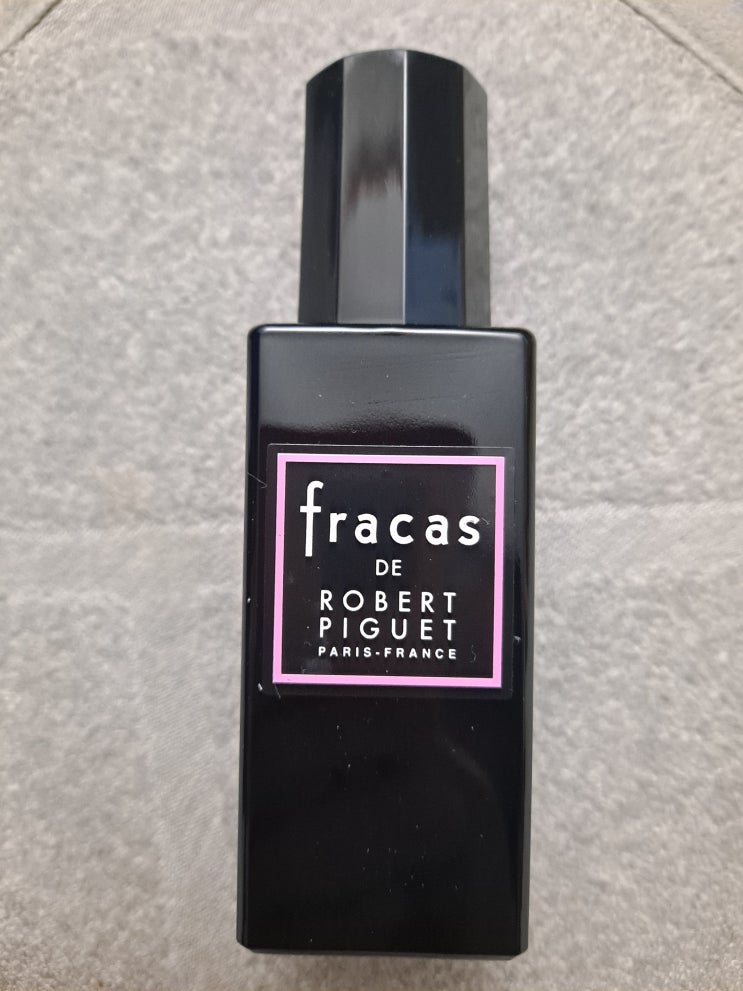 fracas
DE
ROBERT
PIGUET
PARIS-FRANCE